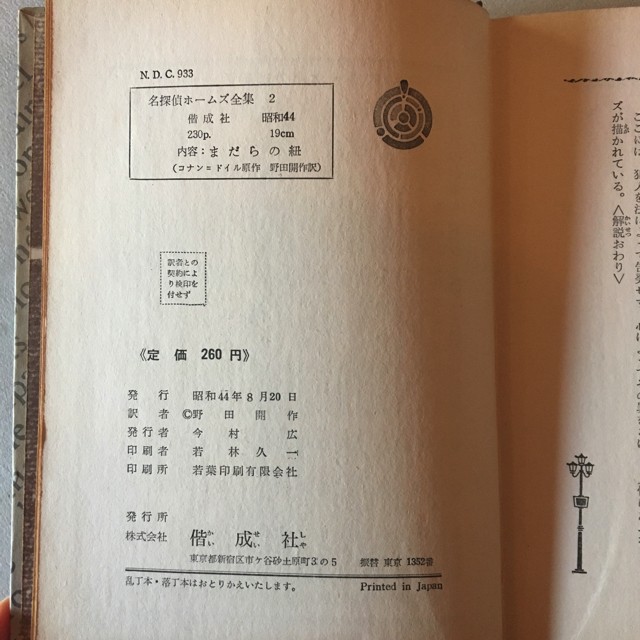 N. D. C. 933
名探偵ホームズ全集 2
偕成社 昭和44
230p. 19cm
内容:まだらの紐
(コナン=ドイル原作 野田開作訳)
訳者との
契約によ
り検印を
付せず
《定価 260円》
発行 昭和44年8月20日
訳者 ©野田開作
発行者 今村広
印刷者 若林久一
印刷所 若葉印刷有限会社
発行所
株式会社 偕成社
東京都新宿区市ケ谷砂土原町3の5 振替 東京 1352番
乱丁本・落丁本はおとりかえいたします。 Printed in Japan
ズが描かれている。〈解説おわり〉